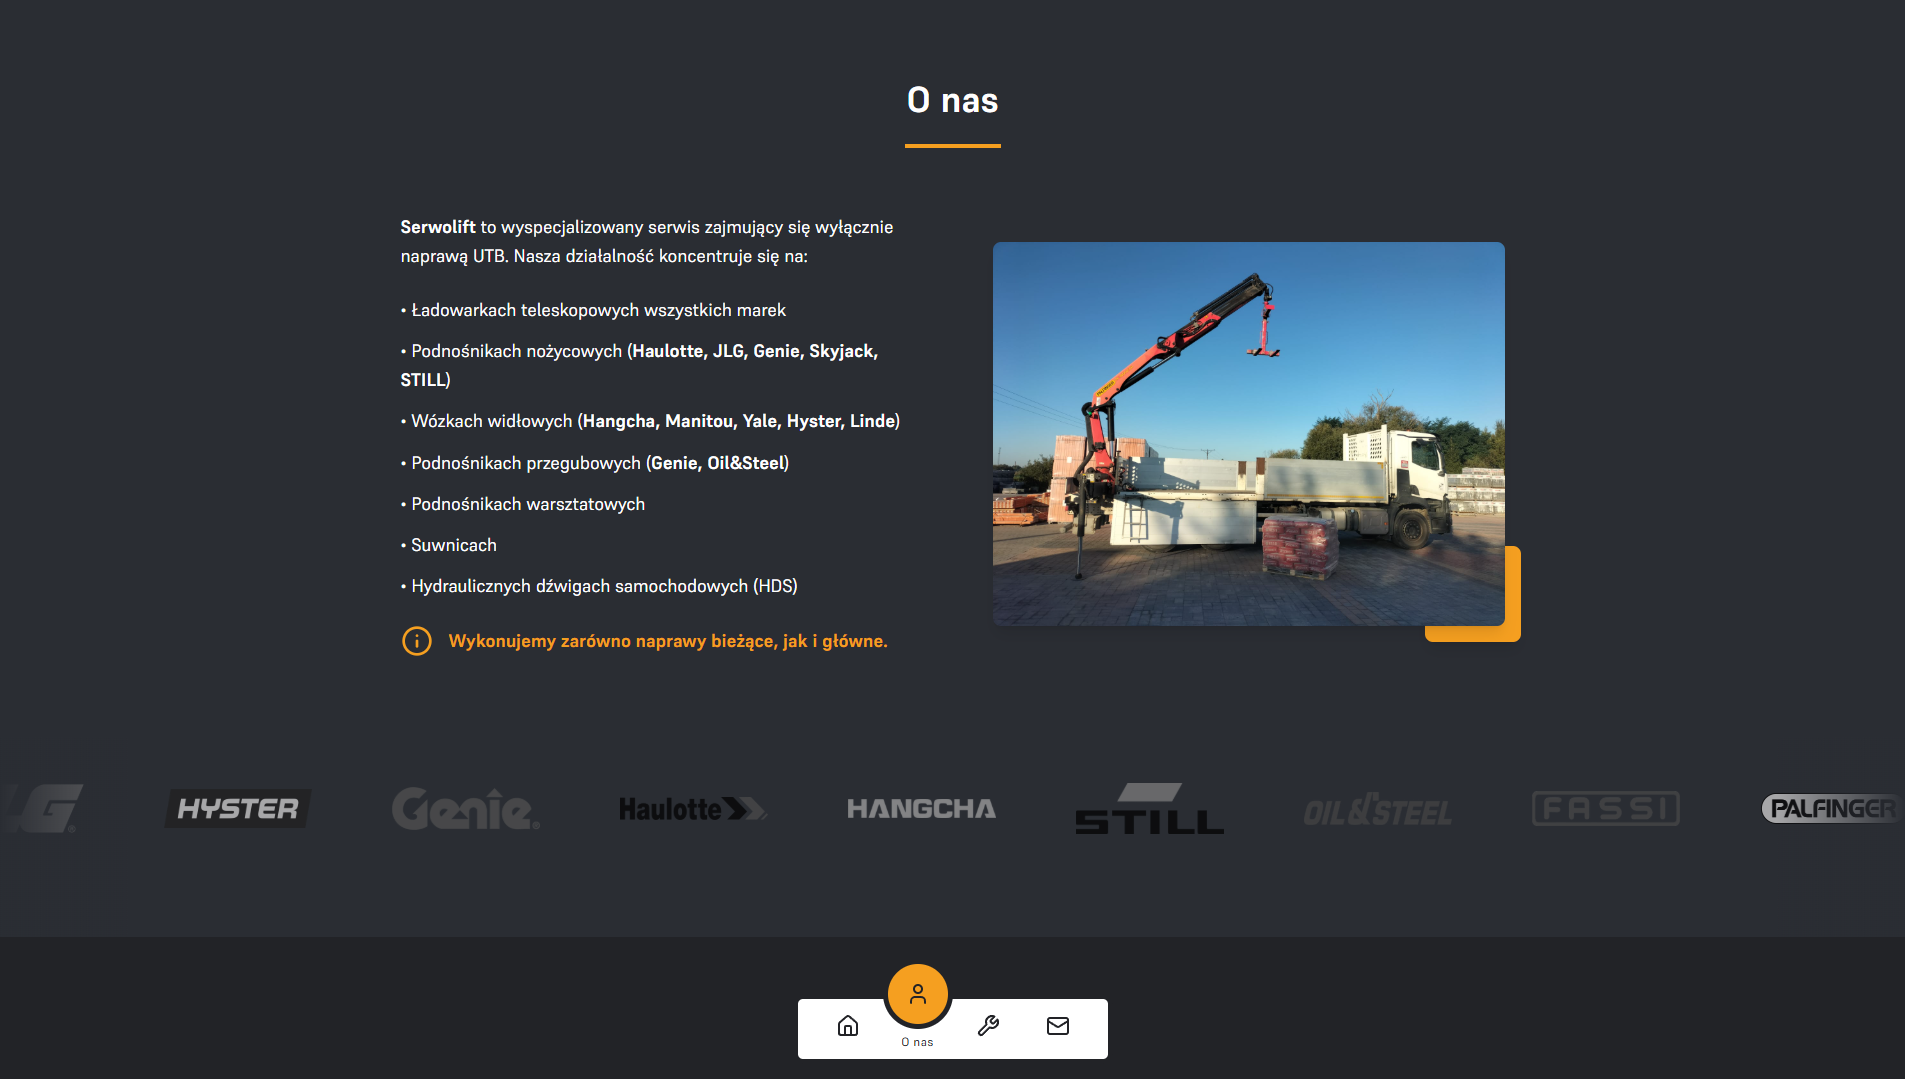 O nas
Serwolift to wyspecjalizowany serwis zajmujący się wyłącznie
naprawą UTB. Nasza działalność koncentruje się na:
• Ładowarkach teleskopowych wszystkich marek
• Podnośnikach nożycowych (Haulotte, JLG, Genie, Skyjack,
STILL)
• Wózkach widłowych (Hangcha, Manitou, Yale, Hyster, Linde)
• Podnośnikach przegubowych (Genie, Oil&Steel)
• Podnośnikach warsztatowych
• Suwnicach
• Hydraulicznych dźwigach samochodowych (HDS)
Wykonujemy zarówno naprawy bieżące, jak i główne.
LG. HYSTER Genie. Haulotte HANGCHA STILL OIL&STEEL FASSI PALFINGER
O nas